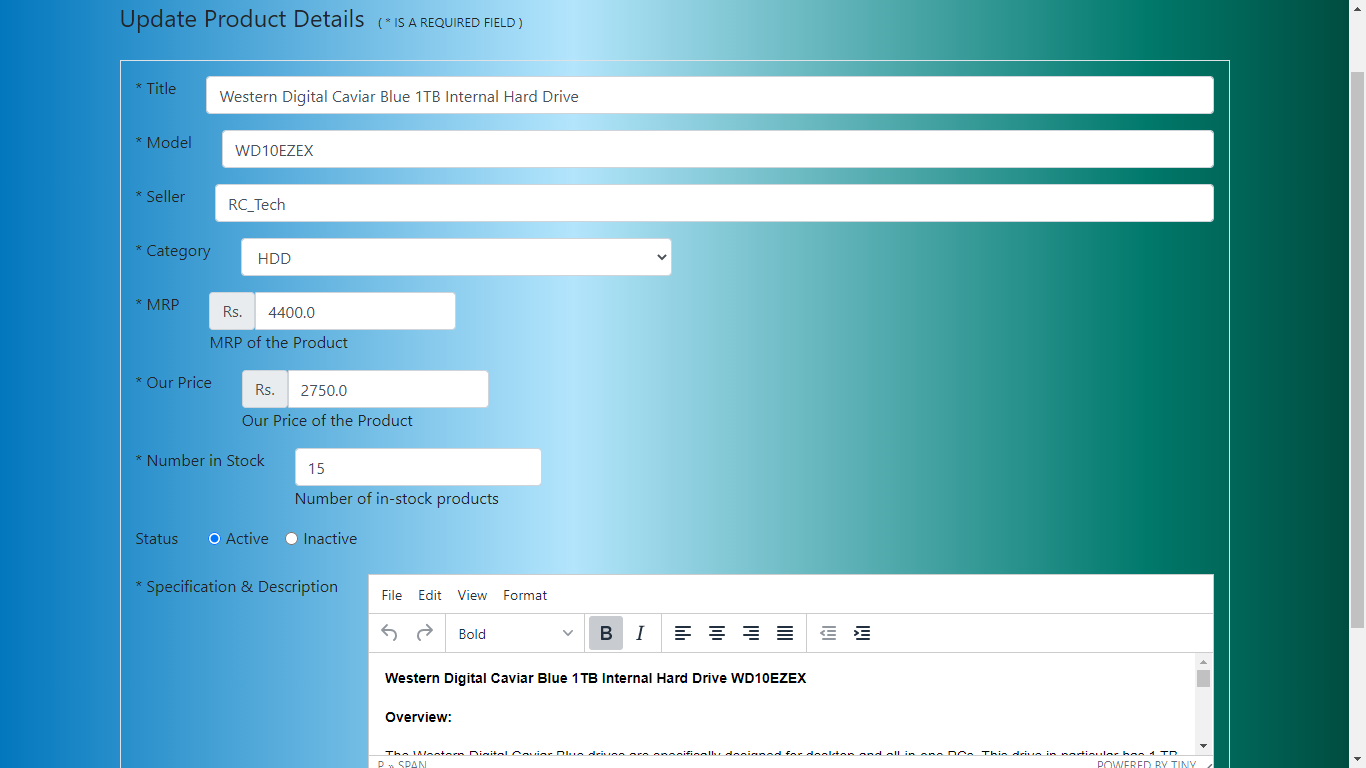 Update Product Details ( * IS A REQUIRED FIELD )
* Title Western Digital Caviar Blue 1TB Internal Hard Drive
* Model WD10EZEX
* Seller RC_Tech
* Category HDD
* MRP Rs. 4400.0
MRP of the Product
* Our Price Rs. 2750.0
Our Price of the Product
* Number in Stock 15
Number of in-stock products
Status Active Inactive
* Specification & Description File Edit View Format
Bold B I
Western Digital Caviar Blue 1TB Internal Hard Drive WD10EZEX
Overview:
The Western Digital Caviar Blue drives are specifically designed for desktop and all-in-one PCs. This drive in particular has 1 TB
P » SPAN POWERED BY TINY